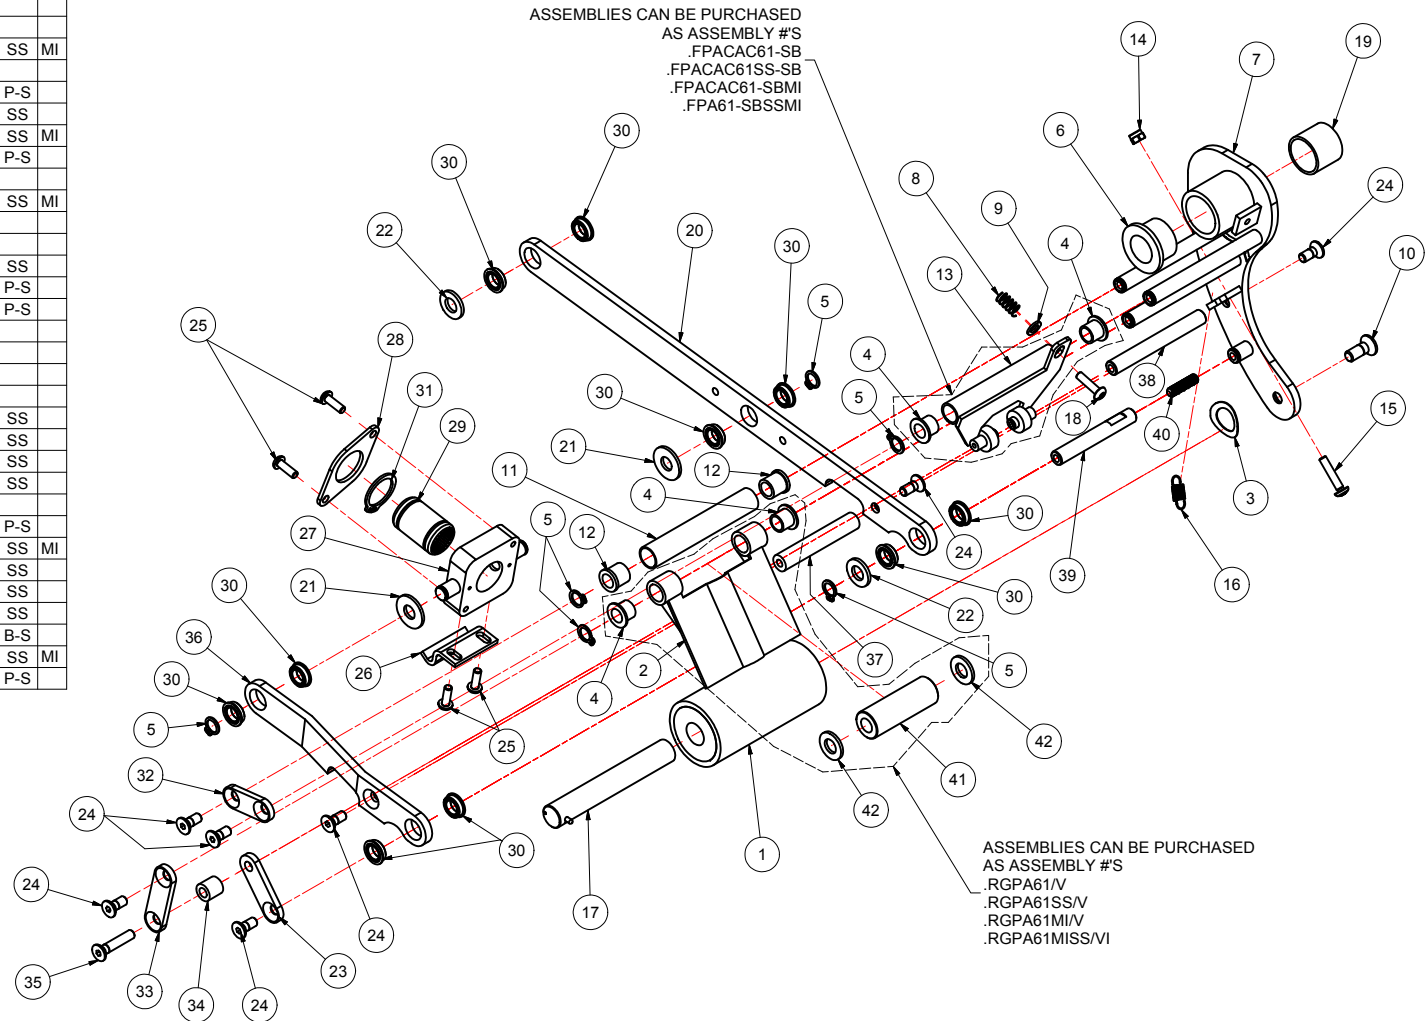 SS MI
P-S
SS
SS MI
P-S
SS MI
SS
P-S
P-S
SS
SS
SS
SS
P-S
SS MI
SS
SS
SS
B-S
SS MI
P-S
ASSEMBLIES CAN BE PURCHASED
AS ASSEMBLY #'S
.FPACAC61-SB
.FPACAC61SS-SB
.FPACAC61-SBMI
.FPA61-SBSSMI
14
7
19
6
30
30
8
9
24
22
20
30
4
10
13
5
25
28
4
31
29
5
30
38
18
40
15
21
12
3
11
4
16
27
5
12
24
30
39
30
21
22
30
36
26
2
37
5
30
4
42
5
25
32
41
24
42
24
30
1
17
24
24
23
33
34
24
35
ASSEMBLIES CAN BE PURCHASED
AS ASSEMBLY #'S
.RGPA61/V
.RGPA61SS/V
.RGPA61MI/V
.RGPA61MISS/VI